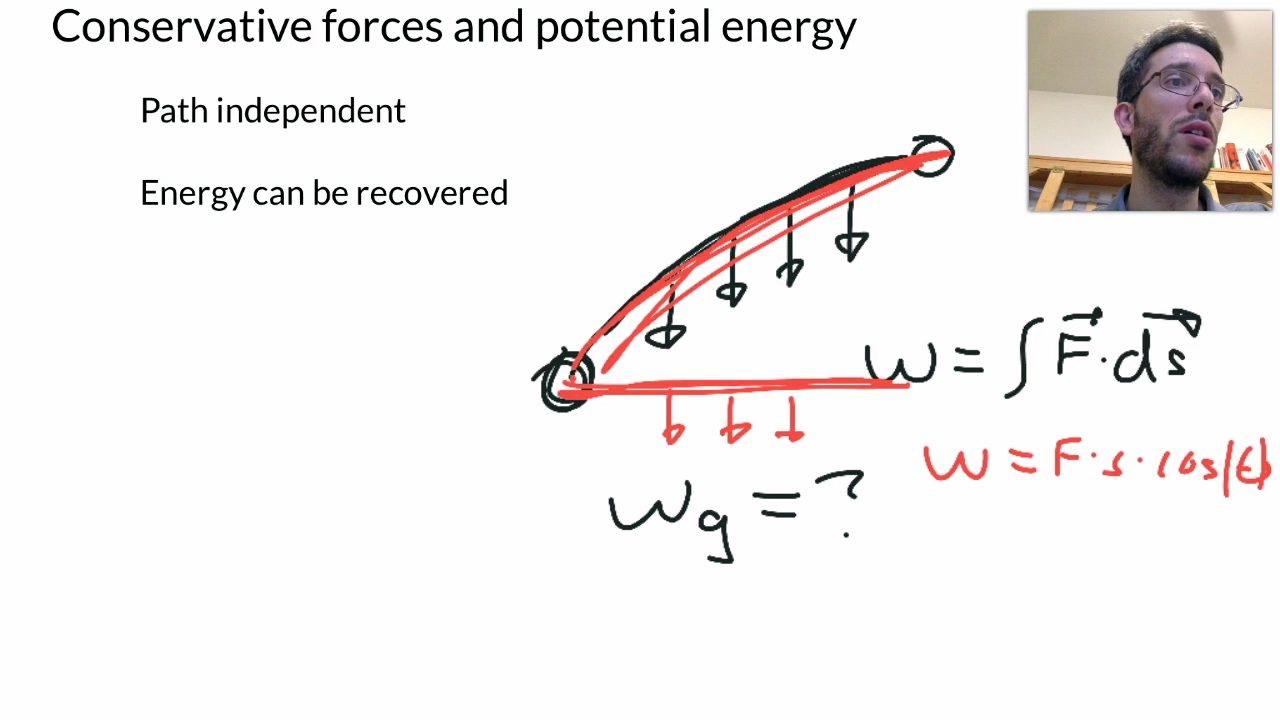 Conservative forces and potential energy
Path independent
Energy can be recovered
W = ∫ F⃗ · ds⃗
W = F · s · cos(θ)
Wg = ?